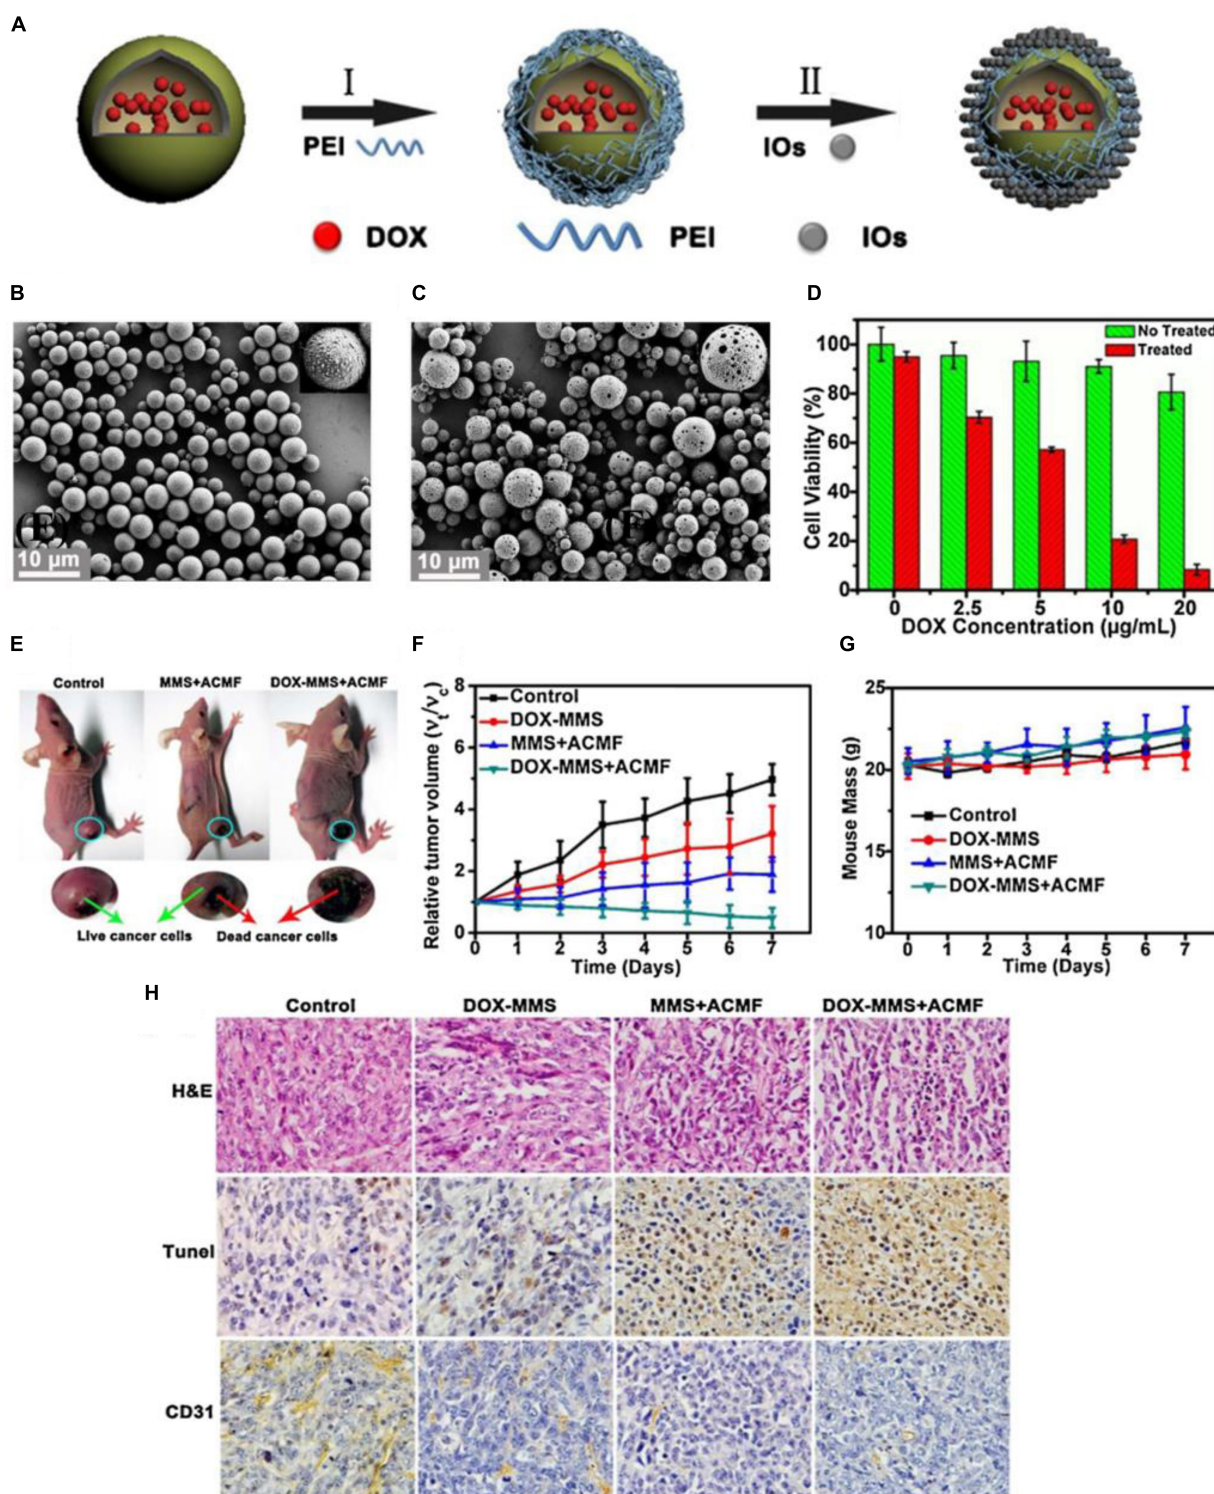 A
I
II
PEI
IOs
DOX
PEI
IOs
B
C
D
(E)
10 μm
(F
10 μm
No Treated
Treated
100
80
60
40
20
0
Cell Viability (%)
0 2.5 5 10 20
DOX Concentration (μg/mL)
E
Control MMS+ACMF DOX-MMS+ACMF
Live cancer cells Dead cancer cells
F
8
6
4
2
0
Relative tumor volume (νt/νc)
Control
DOX-MMS
MMS+ACMF
DOX-MMS+ACMF
0 1 2 3 4 5 6 7
Time (Days)
G
25
20
15
10
Mouse Mass (g)
Control
DOX-MMS
MMS+ACMF
DOX-MMS+ACMF
0 1 2 3 4 5 6 7
Time (Days)
H
Control DOX-MMS MMS+ACMF DOX-MMS+ACMF
H&E
Tunel
CD31